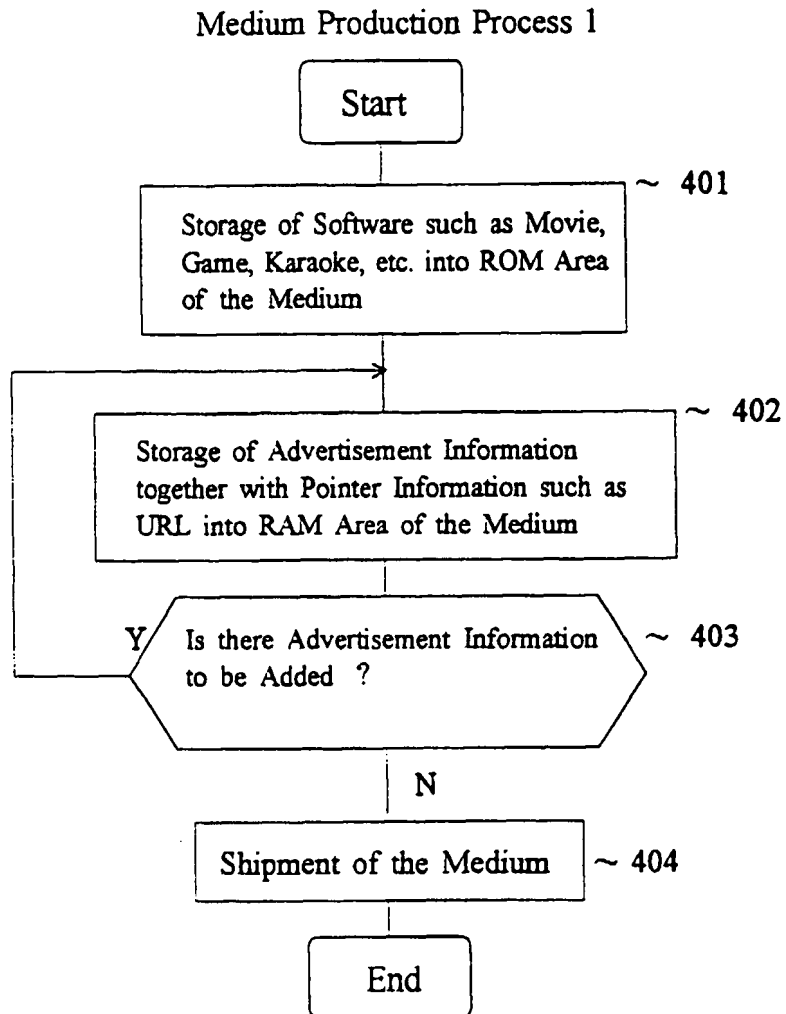 Medium Production Process 1
Start
~ 401
Storage of Software such as Movie,
Game, Karaoke, etc. into ROM Area
of the Medium
~ 402
Storage of Advertisement Information
together with Pointer Information such as
URL into RAM Area of the Medium
Y
Is there Advertisement Information
to be Added ?
~ 403
N
Shipment of the Medium
~ 404
End